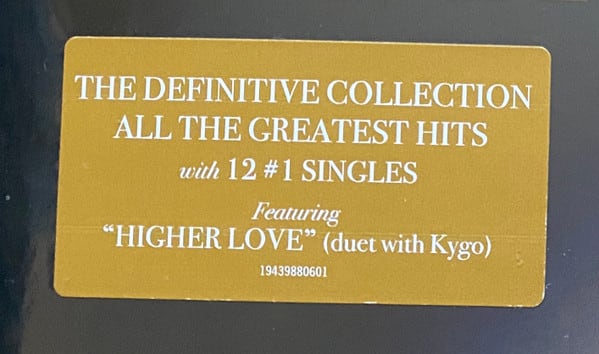 THE DEFINITIVE COLLECTION
ALL THE GREATEST HITS
with 12 #1 SINGLES
Featuring
“HIGHER LOVE” (duet with Kygo)
19439880601